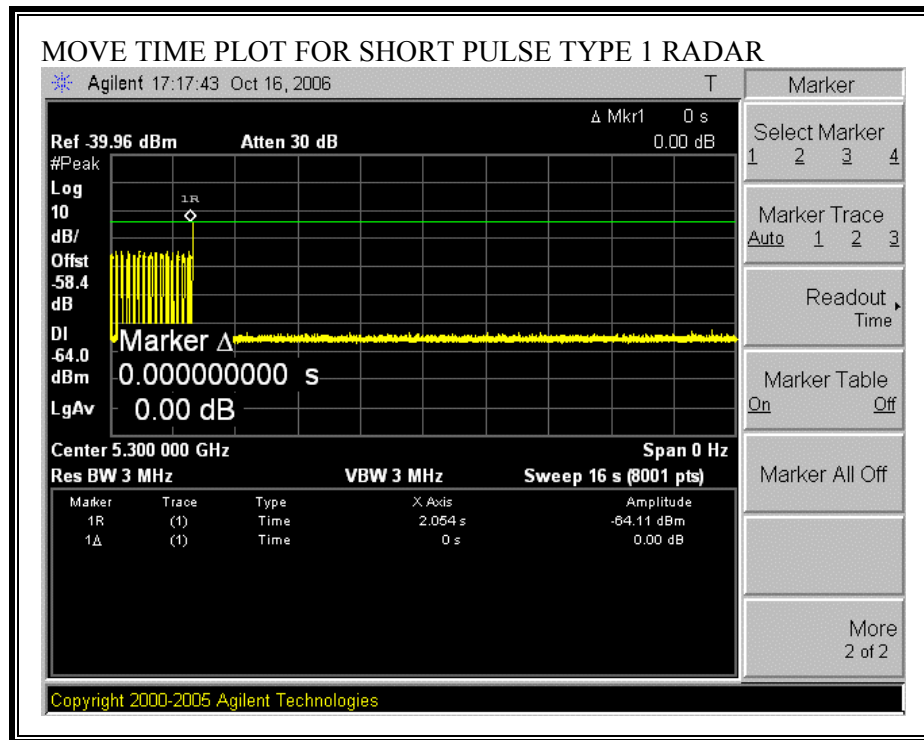 MOVE TIME PLOT FOR SHORT PULSE TYPE 1 RADAR
Agilent 17:17:43 Oct 16, 2006 T
Δ Mkr1 0 s
Ref -39.96 dBm Atten 30 dB 0.00 dB
#Peak
Log
10
dB/
Offst
-58.4
dB
DI
-64.0
dBm
LgAv
1R
Marker Δ
0.000000000 s
0.00 dB
Center 5.300 000 GHz Span 0 Hz
Res BW 3 MHz VBW 3 MHz Sweep 16 s (8001 pts)
Marker Trace Type X Axis Amplitude
1R (1) Time 2.054 s -64.11 dBm
1Δ (1) Time 0 s 0.00 dB
Marker
Select Marker
1 2 3 4
Marker Trace
Auto 1 2 3
Readout
Time
Marker Table
On Off
Marker All Off
More
2 of 2
Copyright 2000-2005 Agilent Technologies